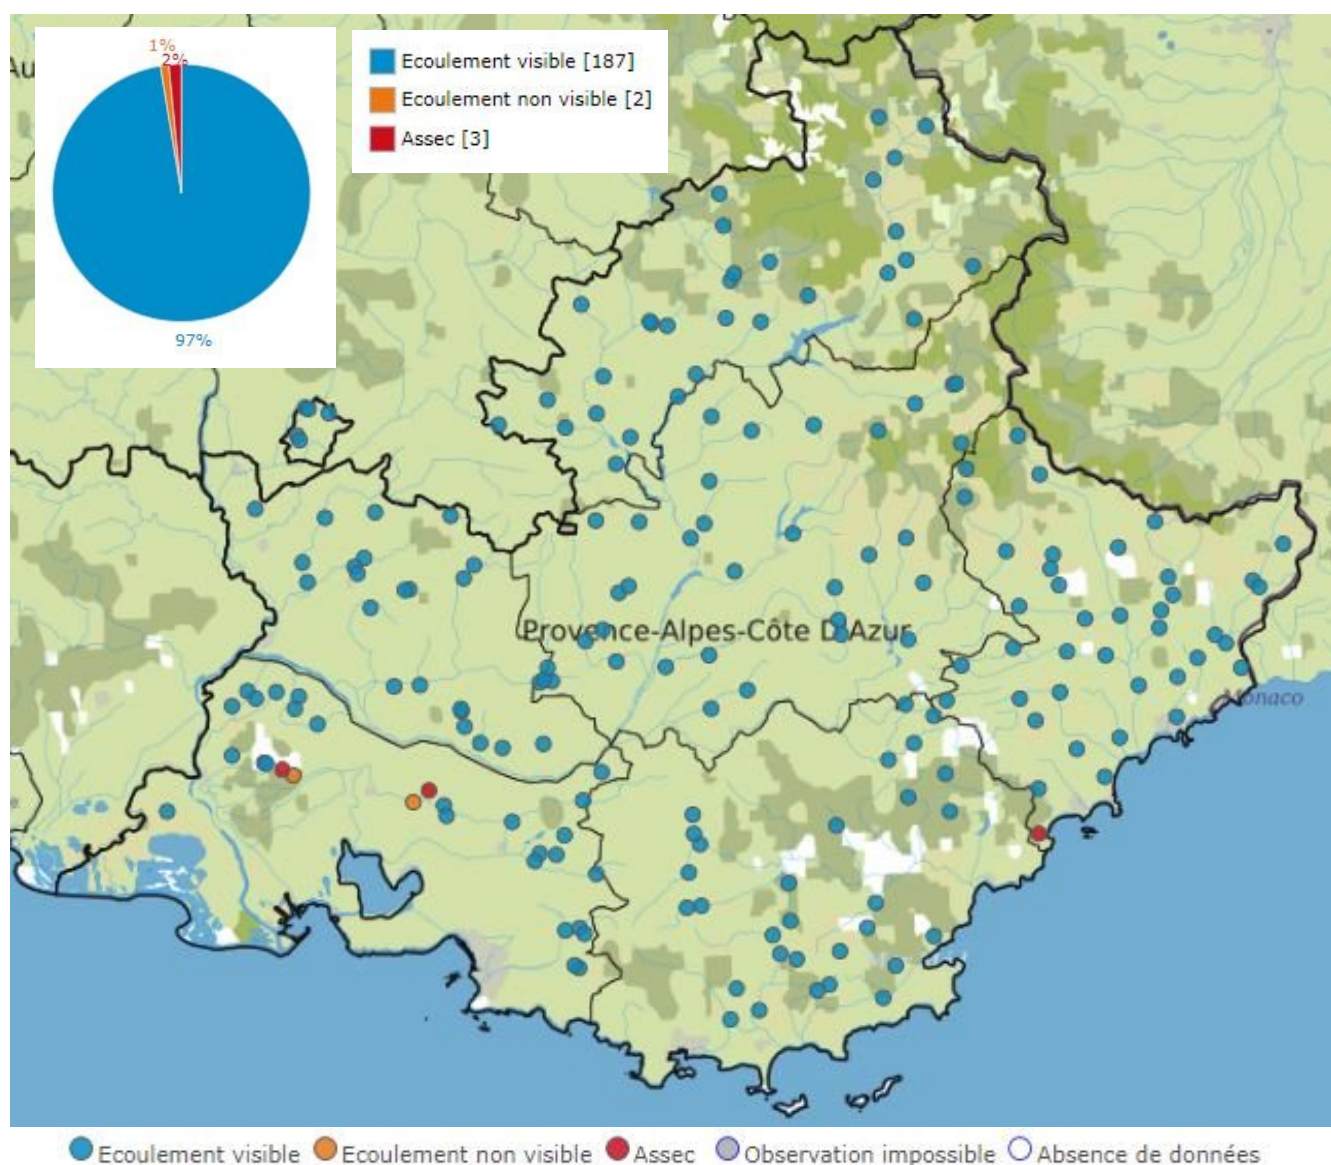 1%
2%
97%
Ecoulement visible [187]
Ecoulement non visible [2]
Assec [3]
Au
Provence-Alpes-Côte D'Azur
Monaco
Ecoulement visible Ecoulement non visible Assec Observation impossible Absence de données